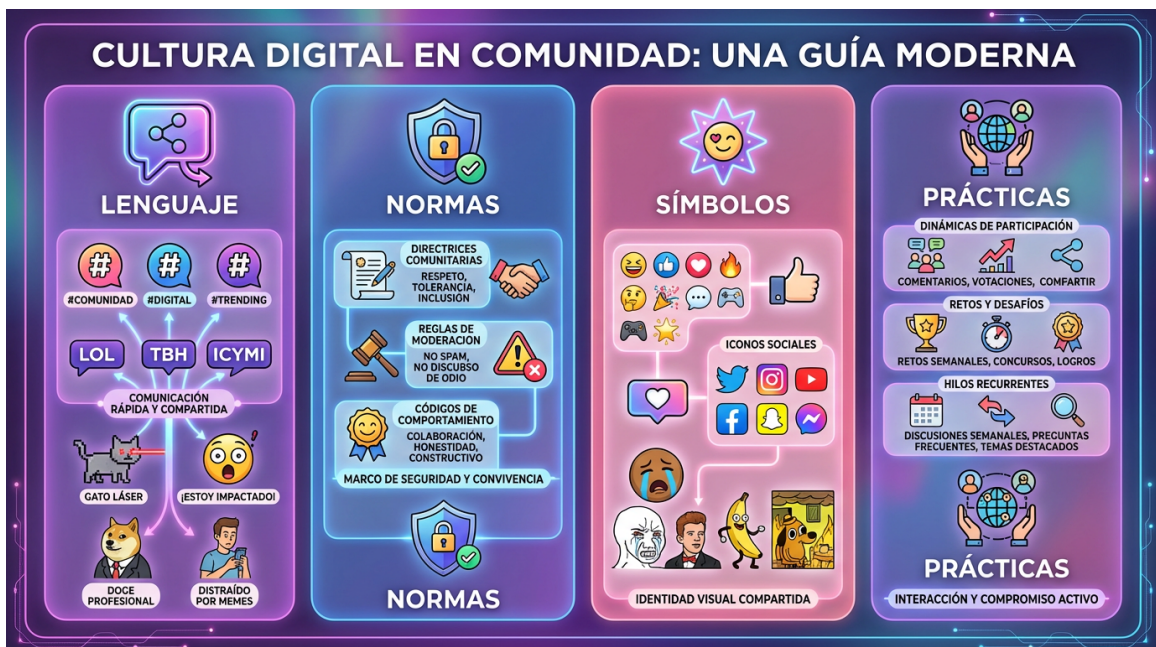 CULTURA DIGITAL EN COMUNIDAD: UNA GUÍA MODERNA
LENGUAJE
#COMUNIDAD
#DIGITAL
#TRENDING
LOL
TBH
ICYMI
COMUNICACIÓN
RÁPIDA Y COMPARTIDA
GATO LÁSER
¡ESTOY IMPACTADO!
DOGE
PROFESIONAL
DISTRAÍDO
POR MEMES
NORMAS
DIRECTRICES
COMUNITARIAS
RESPETO,
TOLERANCIA,
INCLUSIÓN
REGLAS DE
MODERACIÓN
NO SPAM,
NO DISCUBSO
DE ODIO
CÓDIGOS DE
COMPORTAMIENTO
COLABORACIÓN,
HONESTIDAD,
CONSTRUCTIVO
MARCO DE SEGURIDAD Y CONVIVENCIA
NORMAS
SÍMBOLOS
ICONOS SOCIALES
IDENTIDAD VISUAL COMPARTIDA
PRÁCTICAS
DINÁMICAS DE PARTICIPACIÓN
COMENTARIOS, VOTACIONES, COMPARTIR
RETOS Y DESAFÍOS
RETOS SEMANALES, CONCURSOS, LOGROS
HILOS RECURRENTES
DISCUSIONES SEMANALES, PREGUNTAS
FRECUENTES, TEMAS DESTACADOS
PRÁCTICAS
INTERACCIÓN Y COMPROMISO ACTIVO